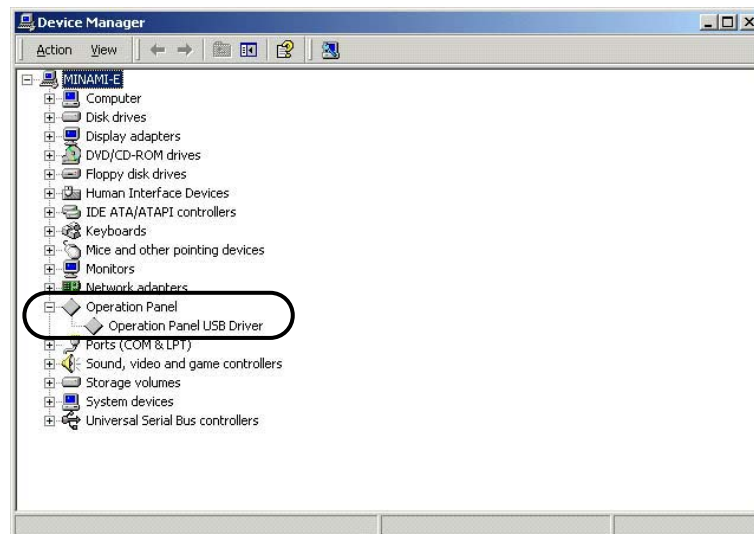 Device Manager
Action View
MINAMI-E
Computer
Disk drives
Display adapters
DVD/CD-ROM drives
Floppy disk drives
Human Interface Devices
IDE ATA/ATAPI controllers
Keyboards
Mice and other pointing devices
Monitors
Network adapters
Operation Panel
Operation Panel USB Driver
Ports (COM & LPT)
Sound, video and game controllers
Storage volumes
System devices
Universal Serial Bus controllers